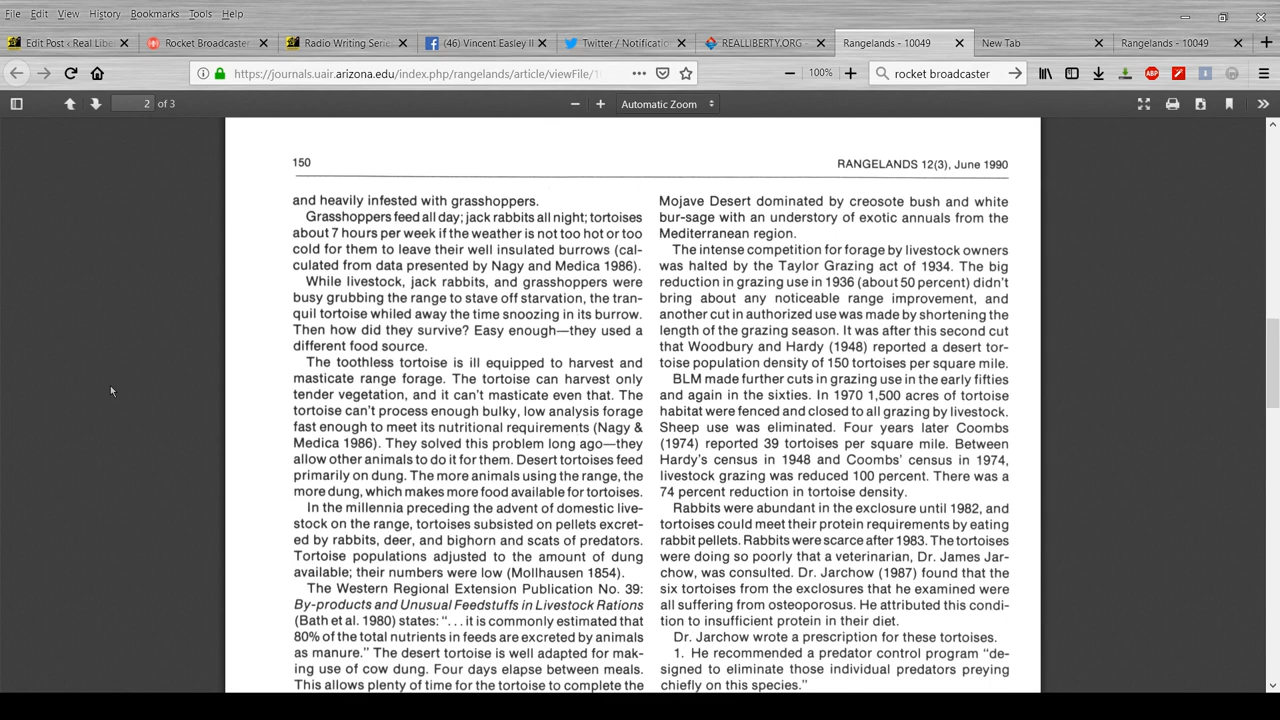 File Edit View History Bookmarks Tools Help
Edit Post ‹ Real Libe
Rocket Broadcaster
Radio Writing Serie
(46) Vincent Easley II
Twitter / Notificatio
REALLIBERTY.ORG -
Rangelands - 10049
New Tab
Rangelands - 10049
https://journals.uair.arizona.edu/index.php/rangelands/article/viewFile/1
100%
rocket broadcaster
ABP
2 of 3
Automatic Zoom
150
RANGELANDS 12(3), June 1990
and heavily infested with grasshoppers.
Grasshoppers feed all day; jack rabbits all night; tortoises
about 7 hours per week if the weather is not too hot or too
cold for them to leave their well insulated burrows (cal-
culated from data presented by Nagy and Medica 1986).
While livestock, jack rabbits, and grasshoppers were
busy grubbing the range to stave off starvation, the tran-
quil tortoise whiled away the time snoozing in its burrow.
Then how did they survive? Easy enough—they used a
different food source.
The toothless tortoise is ill equipped to harvest and
masticate range forage. The tortoise can harvest only
tender vegetation, and it can't masticate even that. The
tortoise can't process enough bulky, low analysis forage
fast enough to meet its nutritional requirements (Nagy &
Medica 1986). They solved this problem long ago—they
allow other animals to do it for them. Desert tortoises feed
primarily on dung. The more animals using the range, the
more dung, which makes more food available for tortoises.
In the millennia preceding the advent of domestic live-
stock on the range, tortoises subsisted on pellets excret-
ed by rabbits, deer, and bighorn and scats of predators.
Tortoise populations adjusted to the amount of dung
available; their numbers were low (Mollhausen 1854).
The Western Regional Extension Publication No. 39:
By-products and Unusual Feedstuffs in Livestock Rations
(Bath et al. 1980) states: “. . . it is commonly estimated that
80% of the total nutrients in feeds are excreted by animals
as manure.” The desert tortoise is well adapted for mak-
ing use of cow dung. Four days elapse between meals.
This allows plenty of time for the tortoise to complete the
Mojave Desert dominated by creosote bush and white
bur-sage with an understory of exotic annuals from the
Mediterranean region.
The intense competition for forage by livestock owners
was halted by the Taylor Grazing act of 1934. The big
reduction in grazing use in 1936 (about 50 percent) didn't
bring about any noticeable range improvement, and
another cut in authorized use was made by shortening the
length of the grazing season. It was after this second cut
that Woodbury and Hardy (1948) reported a desert tor-
toise population density of 150 tortoises per square mile.
BLM made further cuts in grazing use in the early fifties
and again in the sixties. In 1970 1,500 acres of tortoise
habitat were fenced and closed to all grazing by livestock.
Sheep use was eliminated. Four years later Coombs
(1974) reported 39 tortoises per square mile. Between
Hardy's census in 1948 and Coombs' census in 1974,
livestock grazing was reduced 100 percent. There was a
74 percent reduction in tortoise density.
Rabbits were abundant in the exclosure until 1982, and
tortoises could meet their protein requirements by eating
rabbit pellets. Rabbits were scarce after 1983. The tortoises
were doing so poorly that a veterinarian, Dr. James Jar-
chow, was consulted. Dr. Jarchow (1987) found that the
six tortoises from the exclosures that he examined were
all suffering from osteoporosus. He attributed this condi-
tion to insufficient protein in their diet.
Dr. Jarchow wrote a prescription for these tortoises.
1. He recommended a predator control program “de-
signed to eliminate those individual predators preying
chiefly on this species.”